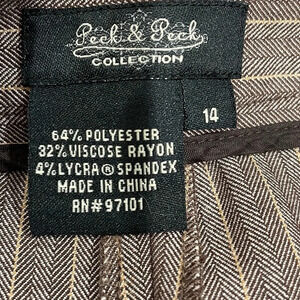 Peck & Peck
COLLECTION
14
64% POLYESTER
32% VISCOSE RAYON
4% LYCRA® SPANDEX
MADE IN CHINA
RN#97101